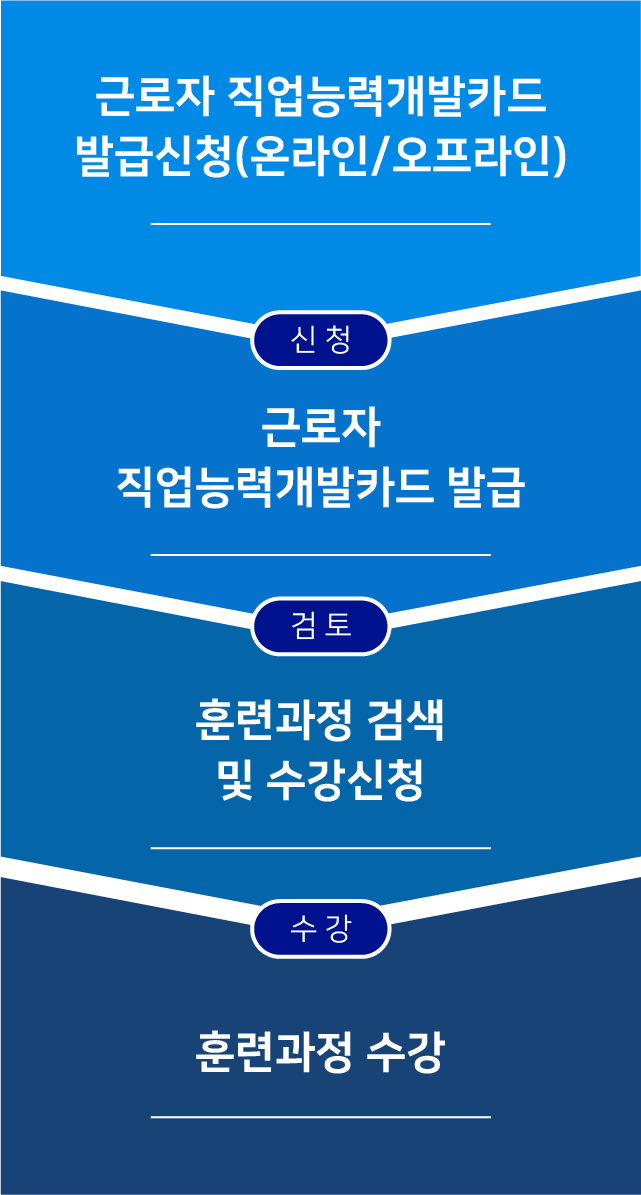 근로자 직업능력개발카드
발급신청(온라인/오프라인)
신청
근로자
직업능력개발카드 발급
검토
훈련과정 검색
및 수강신청
수강
훈련과정 수강